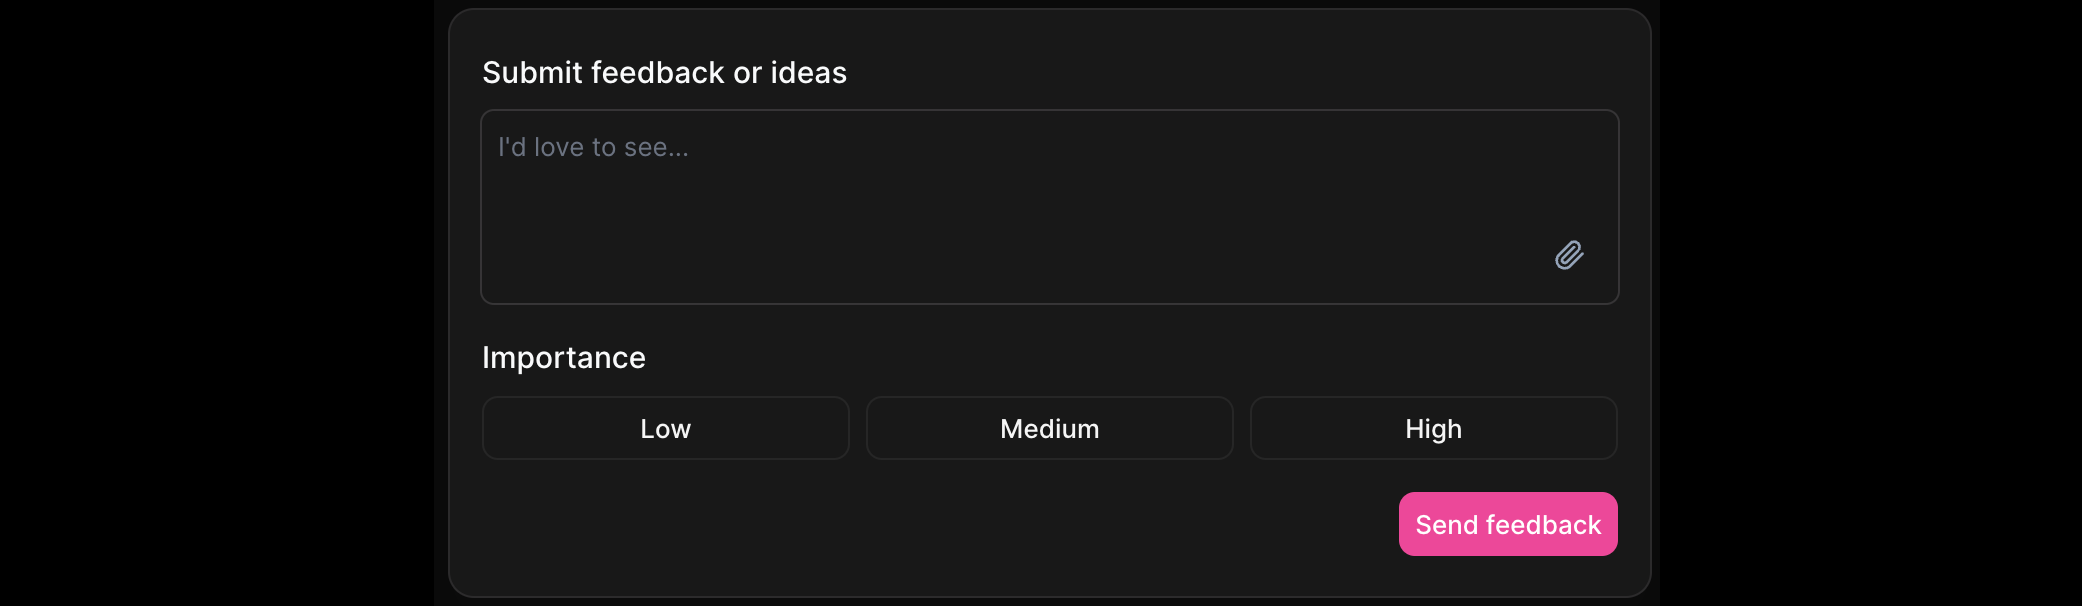 Submit feedback or ideas
I'd love to see...
Importance
Low
Medium
High
Send feedback